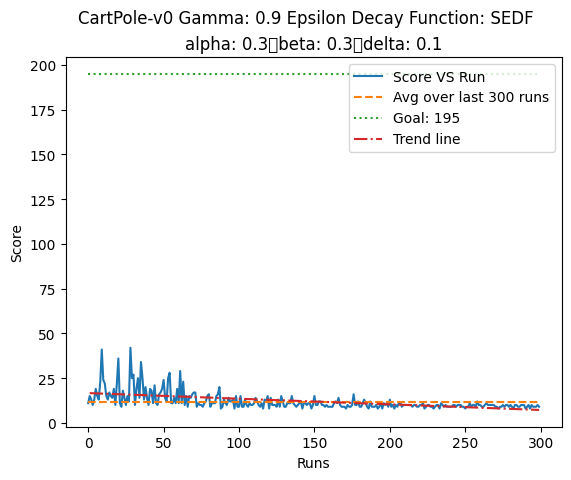 CartPole-v0 Gamma: 0.9 Epsilon Decay Function: SEDF
alpha: 0.3▯beta: 0.3▯delta: 0.1
200
175
150
125
100
75
50
25
0
Score
Score VS Run
Avg over last 300 runs
Goal: 195
Trend line
0 50 100 150 200 250 300
Runs